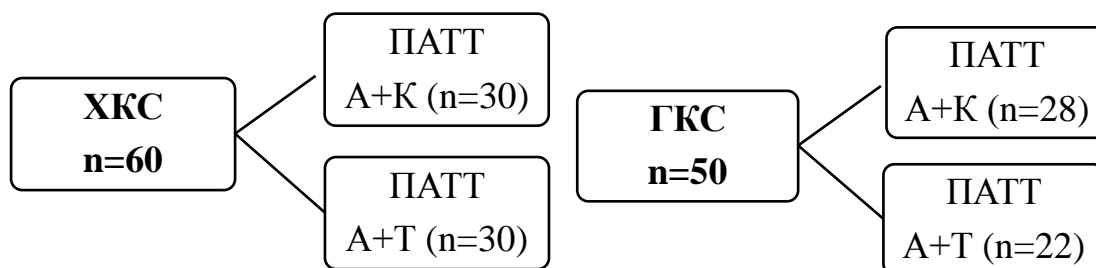 ХКС
n=60
ПАТТ
А+К (n=30)
ПАТТ
А+Т (n=30)
ГКС
n=50
ПАТТ
А+К (n=28)
ПАТТ
А+Т (n=22)